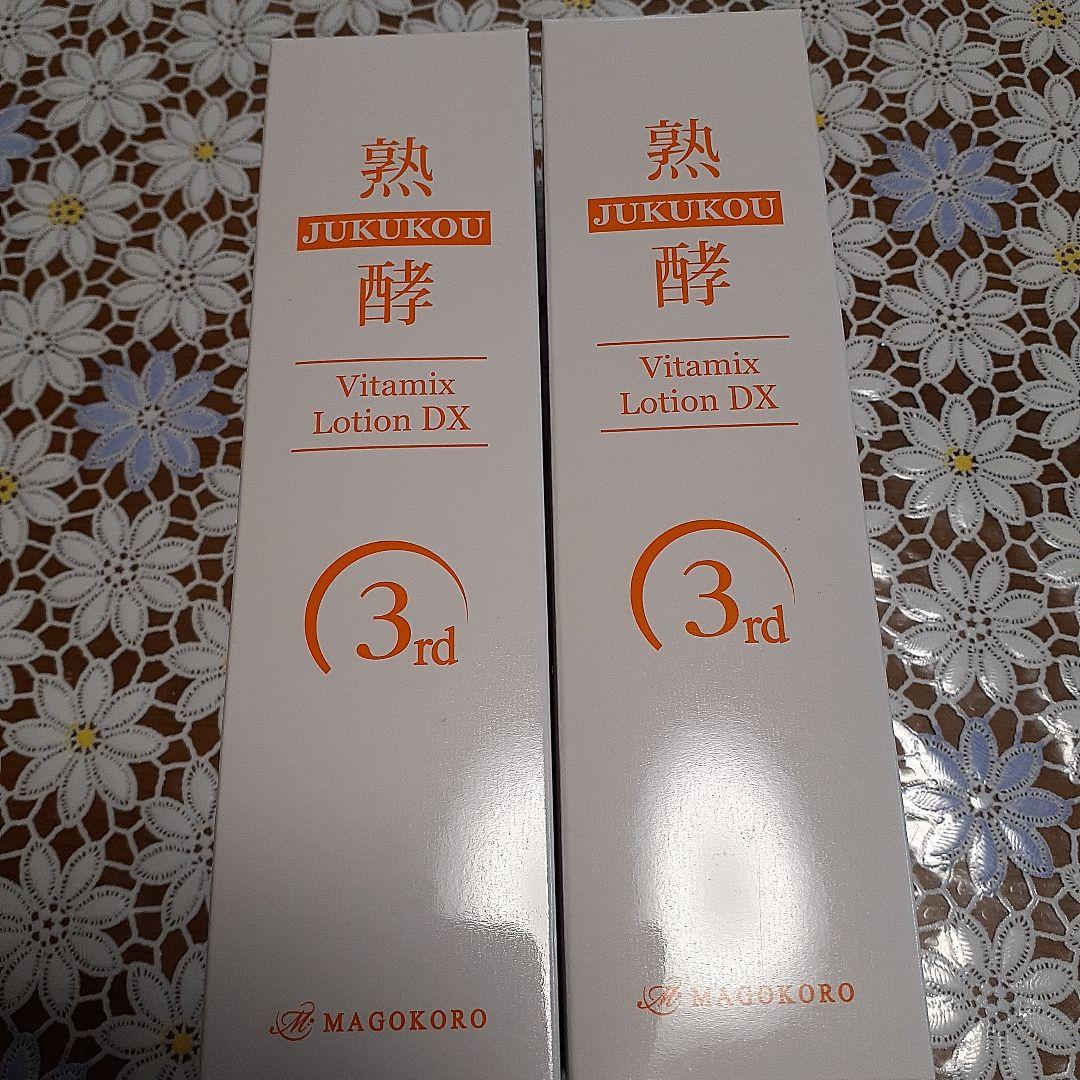 熟
JUKUKOU
酵
Vitamix
Lotion DX
3rd
MAGOKORO
熟
JUKUKOU
酵
Vitamix
Lotion DX
3rd
MAGOKORO